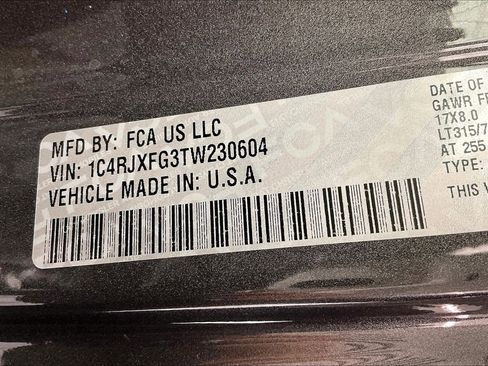 MFD BY: FCA US LLC
VIN: 1C4RJXFG3TW230604
VEHICLE MADE IN: U.S.A.
DATE OF
GAWR FR
17X8.0
LT315/7
AT 255
TYPE:
THIS V